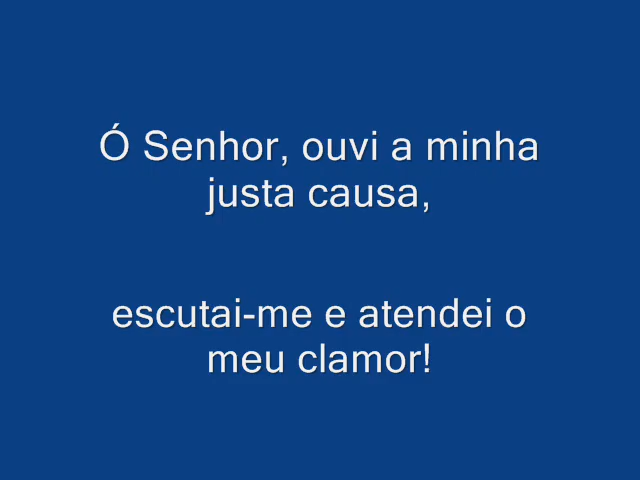 Ó Senhor, ouvi a minha
justa causa,
escutai-me e atendei o
meu clamor!